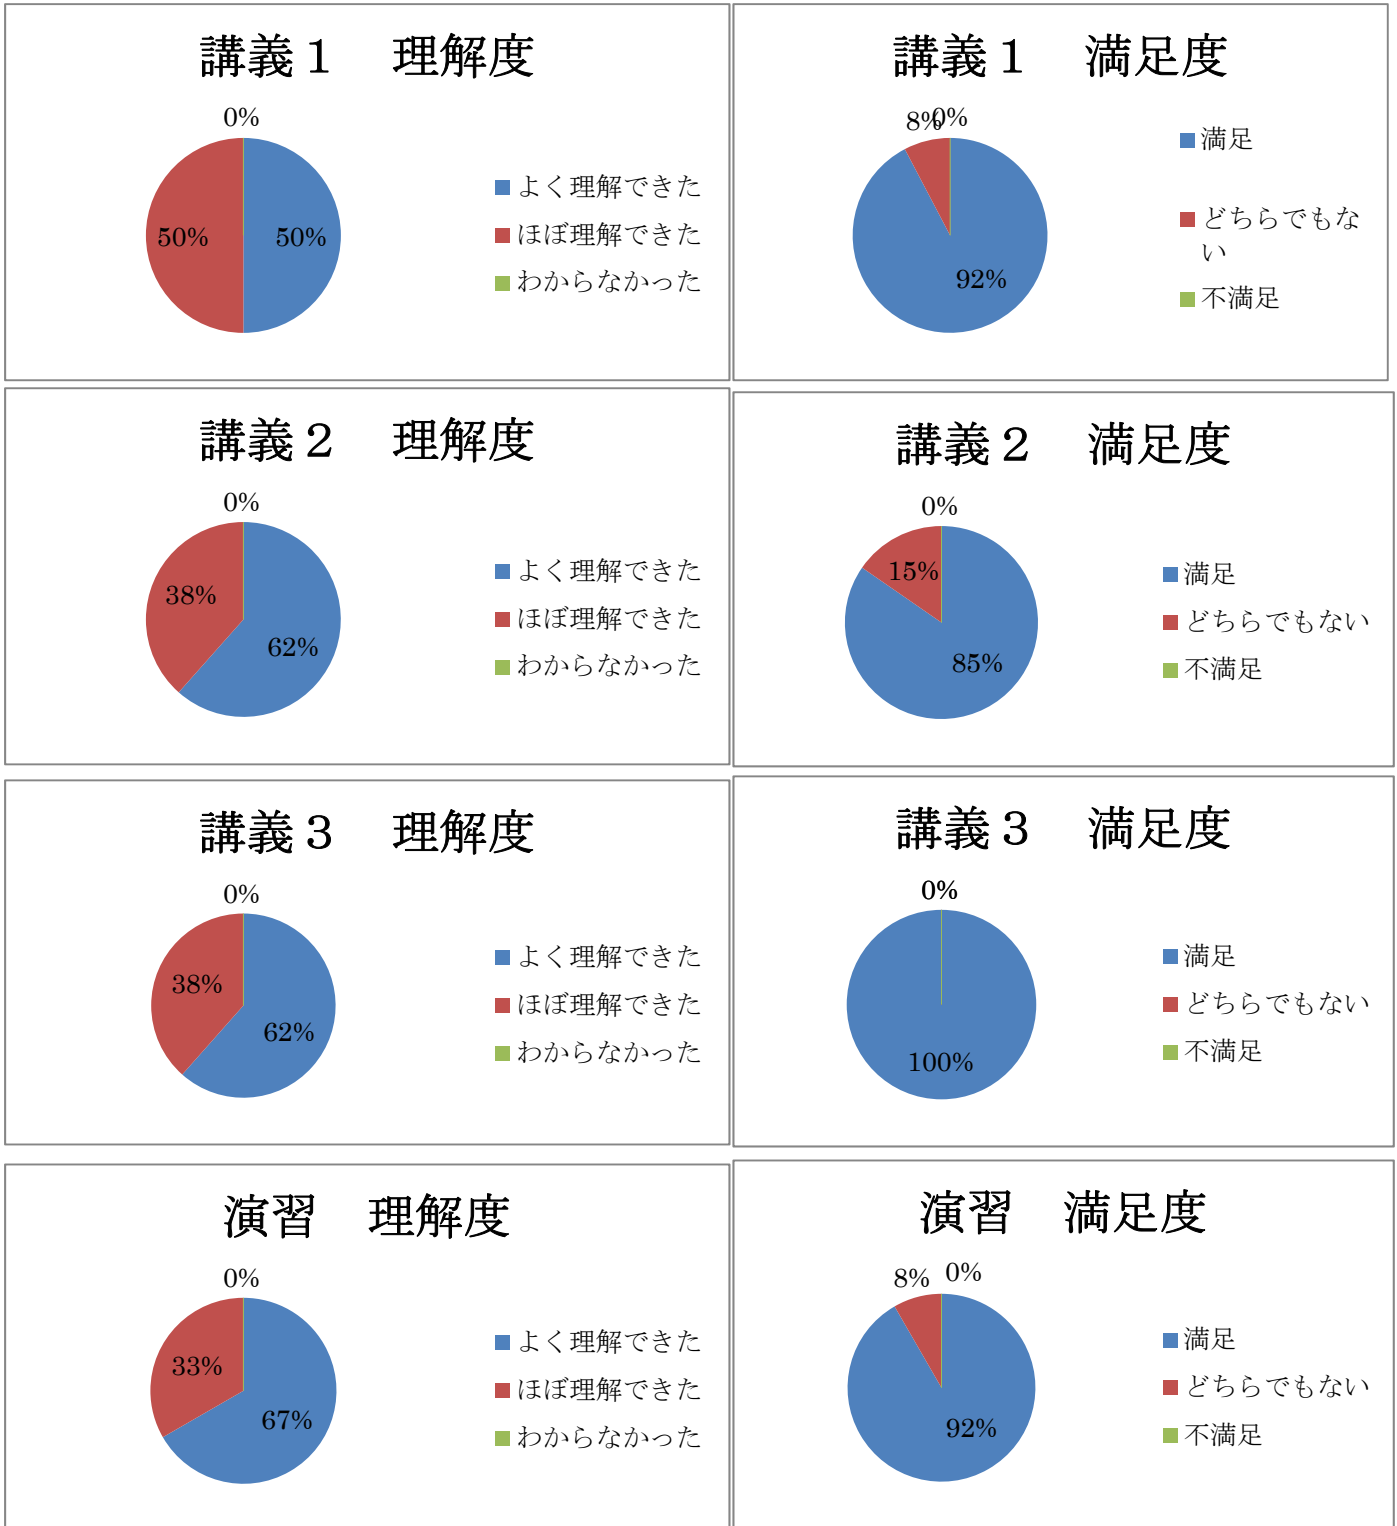 講義１　理解度
0%
50%
50%
よく理解できた
ほぼ理解できた
わからなかった
講義１　満足度
8%
0%
92%
満足
どちらでもな
い
不満足
講義２　理解度
0%
38%
62%
よく理解できた
ほぼ理解できた
わからなかった
講義２　満足度
0%
15%
85%
満足
どちらでもない
不満足
講義３　理解度
0%
38%
62%
よく理解できた
ほぼ理解できた
わからなかった
講義３　満足度
0%
100%
満足
どちらでもない
不満足
演習　理解度
0%
33%
67%
よく理解できた
ほぼ理解できた
わからなかった
演習　満足度
8%
0%
92%
満足
どちらでもない
不満足